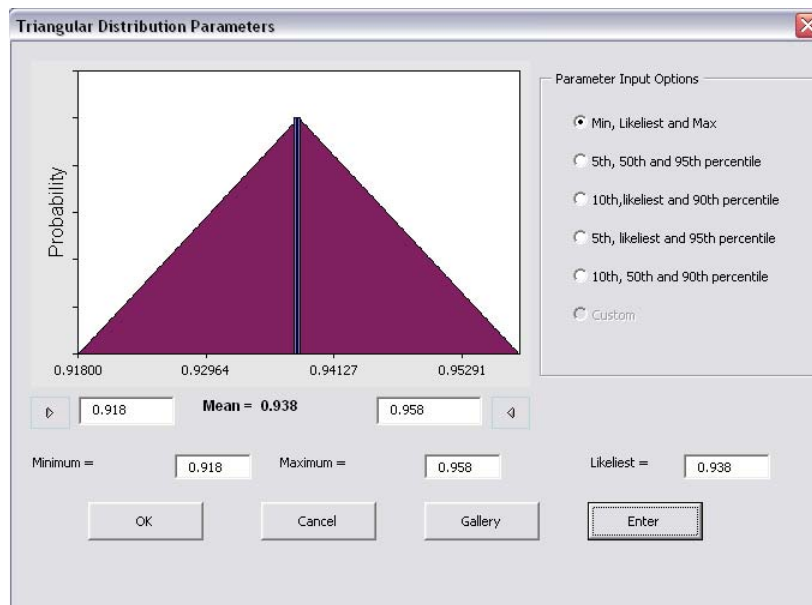 Triangular Distribution Parameters
Probability
0.91800 0.92964 0.94127 0.95291
0.918 Mean = 0.938 0.958
Minimum = 0.918 Maximum = 0.958 Likeliest = 0.938
OK Cancel Gallery Enter
Parameter Input Options
Min, Likeliest and Max
5th, 50th and 95th percentile
10th,likeliest and 90th percentile
5th, likeliest and 95th percentile
10th, 50th and 90th percentile
Custom